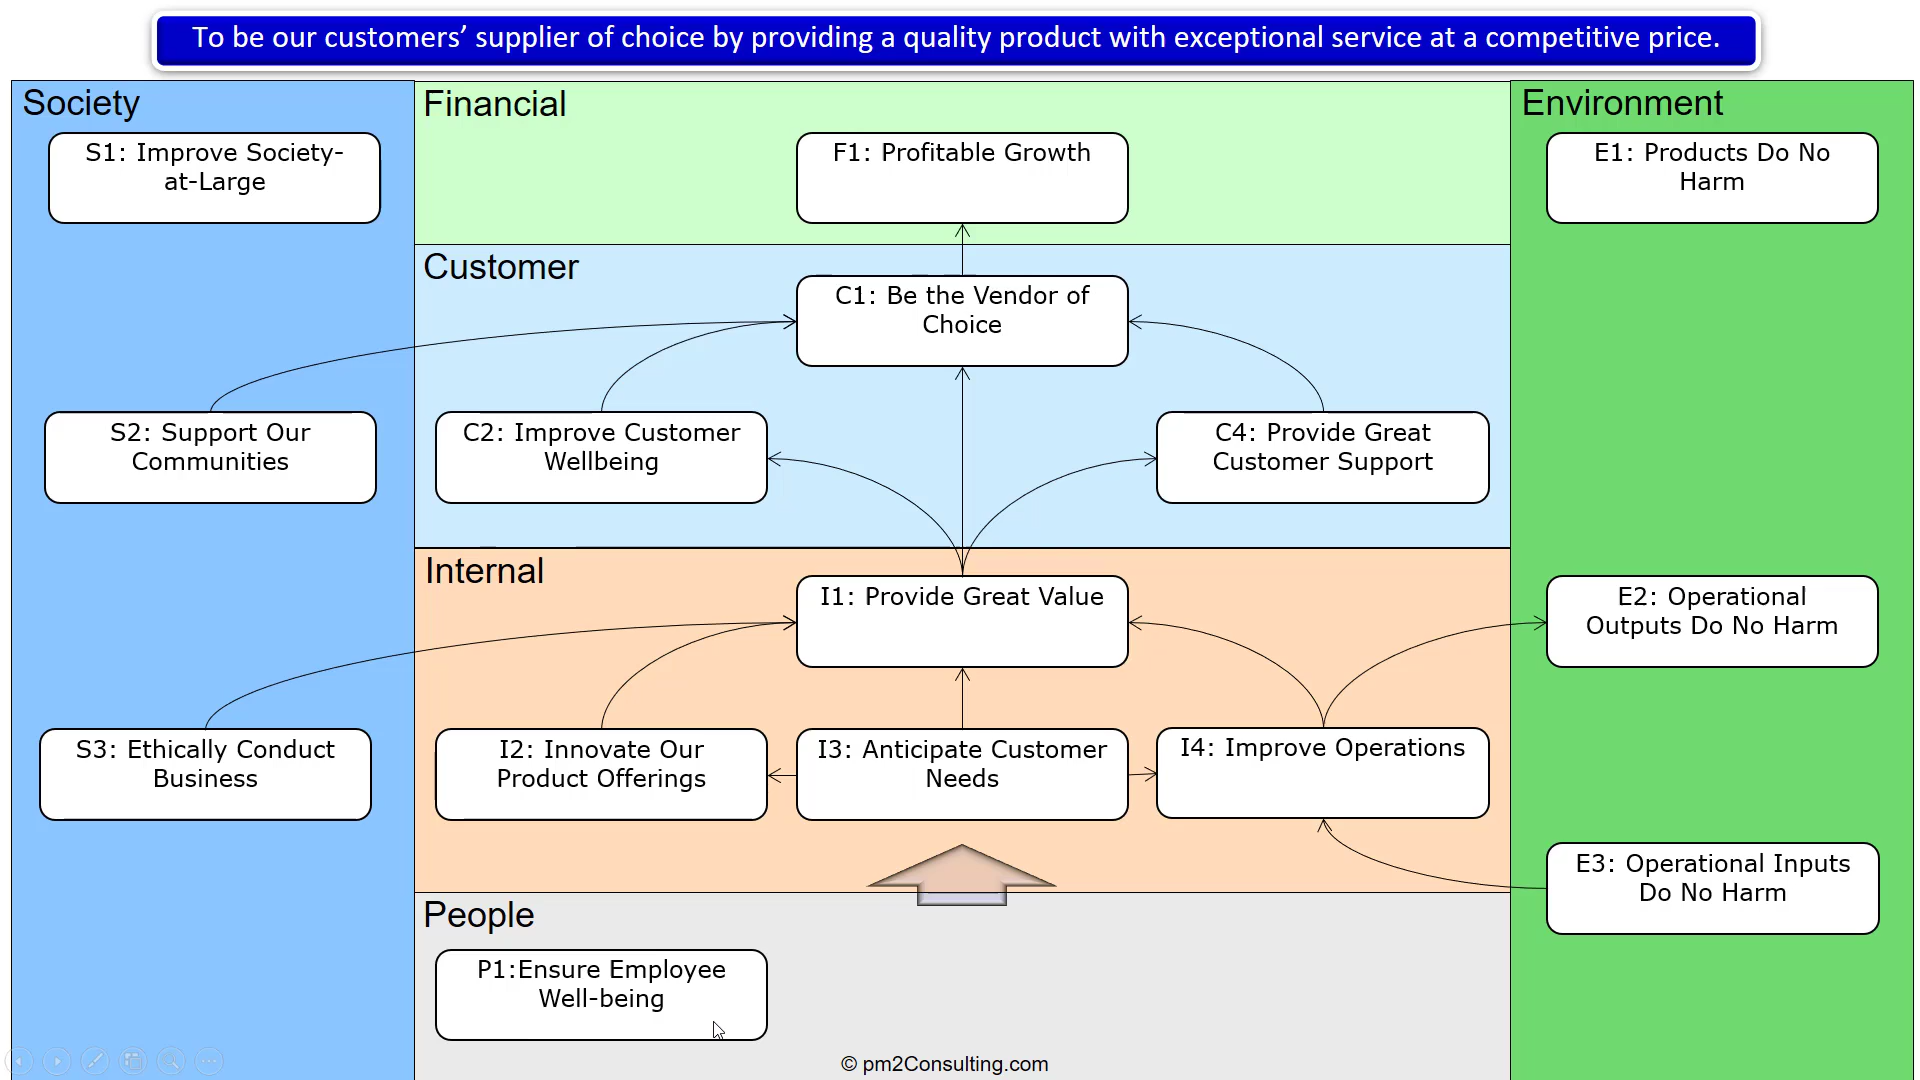 To be our customers’ supplier of choice by providing a quality product with exceptional service at a competitive price.
Society
S1: Improve Society-
at-Large
S2: Support Our
Communities
S3: Ethically Conduct
Business
Financial
F1: Profitable Growth
Customer
C1: Be the Vendor of
Choice
C2: Improve Customer
Wellbeing
C4: Provide Great
Customer Support
Internal
I1: Provide Great Value
I2: Innovate Our
Product Offerings
I3: Anticipate Customer
Needs
I4: Improve Operations
People
P1:Ensure Employee
Well-being
© pm2Consulting.com
Environment
E1: Products Do No
Harm
E2: Operational
Outputs Do No Harm
E3: Operational Inputs
Do No Harm